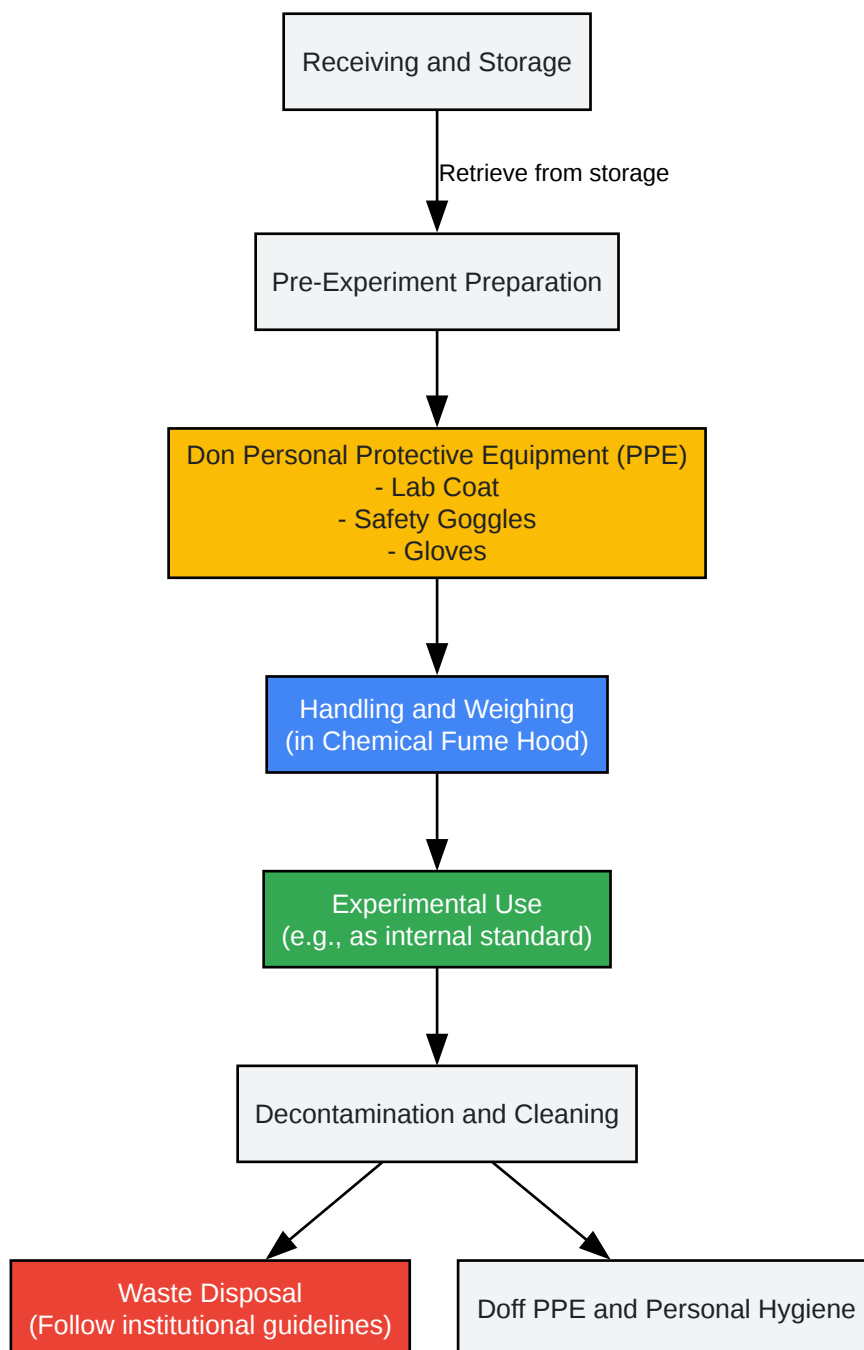 Receiving and Storage
Retrieve from storage
Pre-Experiment Preparation
Don Personal Protective Equipment (PPE)
- Lab Coat
- Safety Goggles
- Gloves
Handling and Weighing
(in Chemical Fume Hood)
Experimental Use
(e.g., as internal standard)
Decontamination and Cleaning
Waste Disposal
(Follow institutional guidelines)
Doff PPE and Personal Hygiene